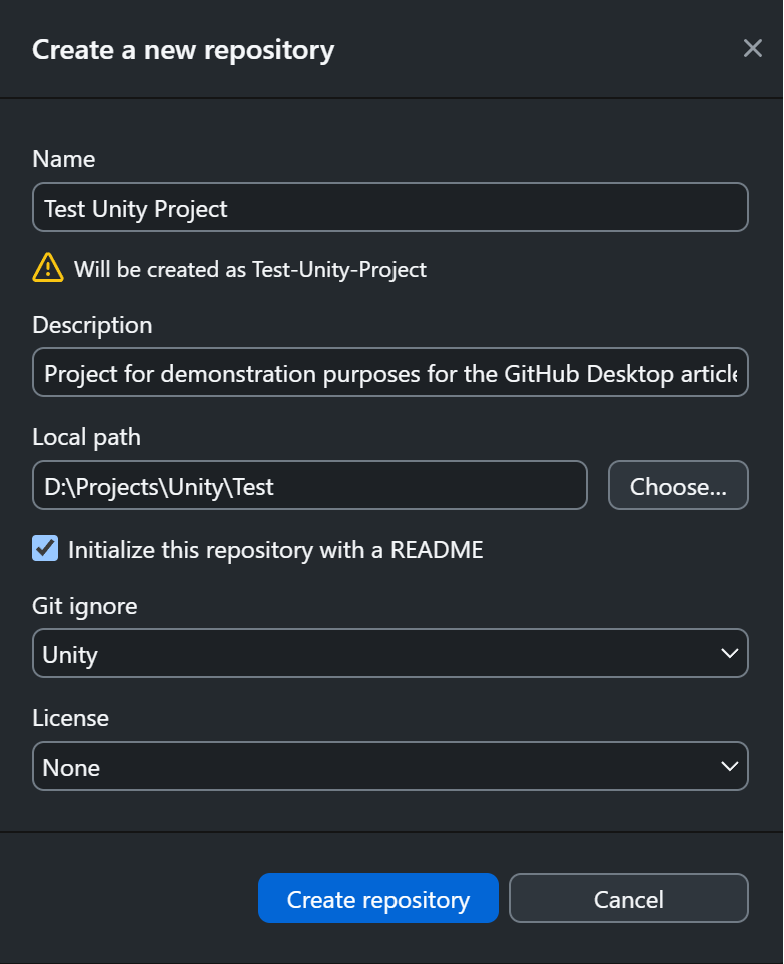 Create a new repository
Name
Test Unity Project
Will be created as Test-Unity-Project
Description
Project for demonstration purposes for the GitHub Desktop article
Local path
D:\Projects\Unity\Test
Choose...
Initialize this repository with a README
Git ignore
Unity
License
None
Create repository
Cancel